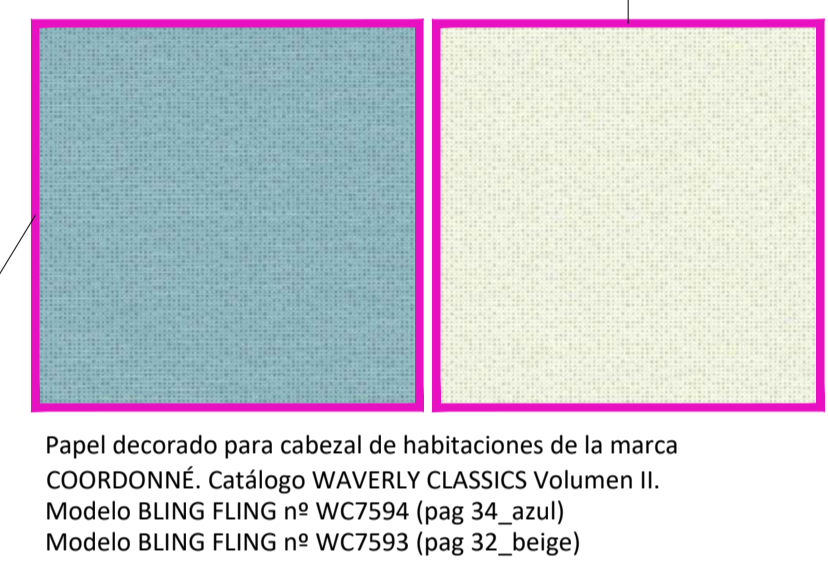 Papel decorado para cabezal de habitaciones de la marca
COORDONNÉ. Catálogo WAVERLY CLASSICS Volumen II.
Modelo BLING FLING nº WC7594 (pag 34_azul)
Modelo BLING FLING nº WC7593 (pag 32_beige)